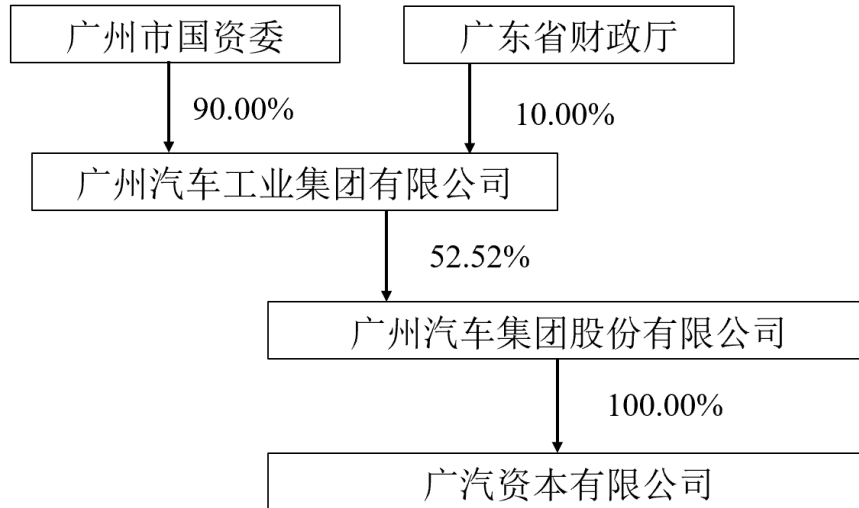 广州市国资委
广东省财政厅
90.00%
10.00%
广州汽车工业集团有限公司
52.52%
广州汽车集团股份有限公司
100.00%
广汽资本有限公司